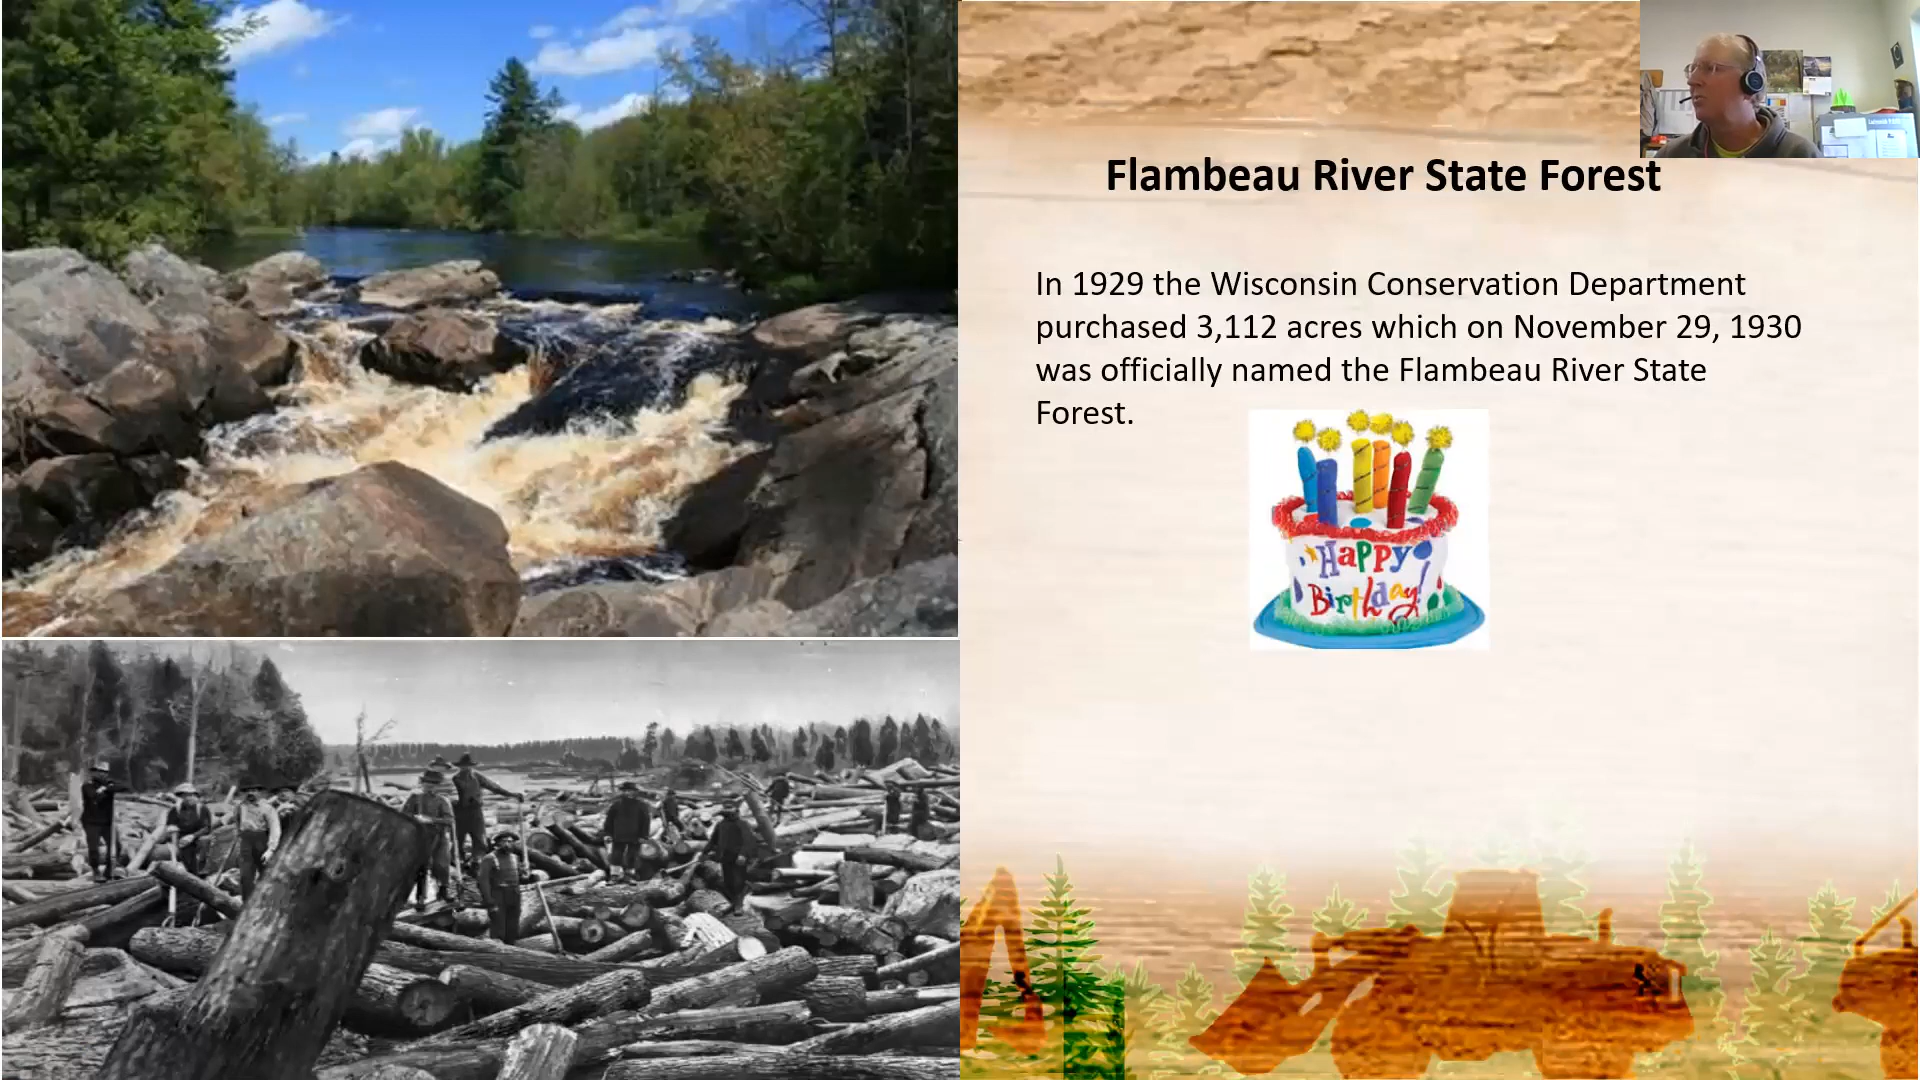 Flambeau River State Forest
In 1929 the Wisconsin Conservation Department
purchased 3,112 acres which on November 29, 1930
was officially named the Flambeau River State
Forest.
Happy
Birthday!